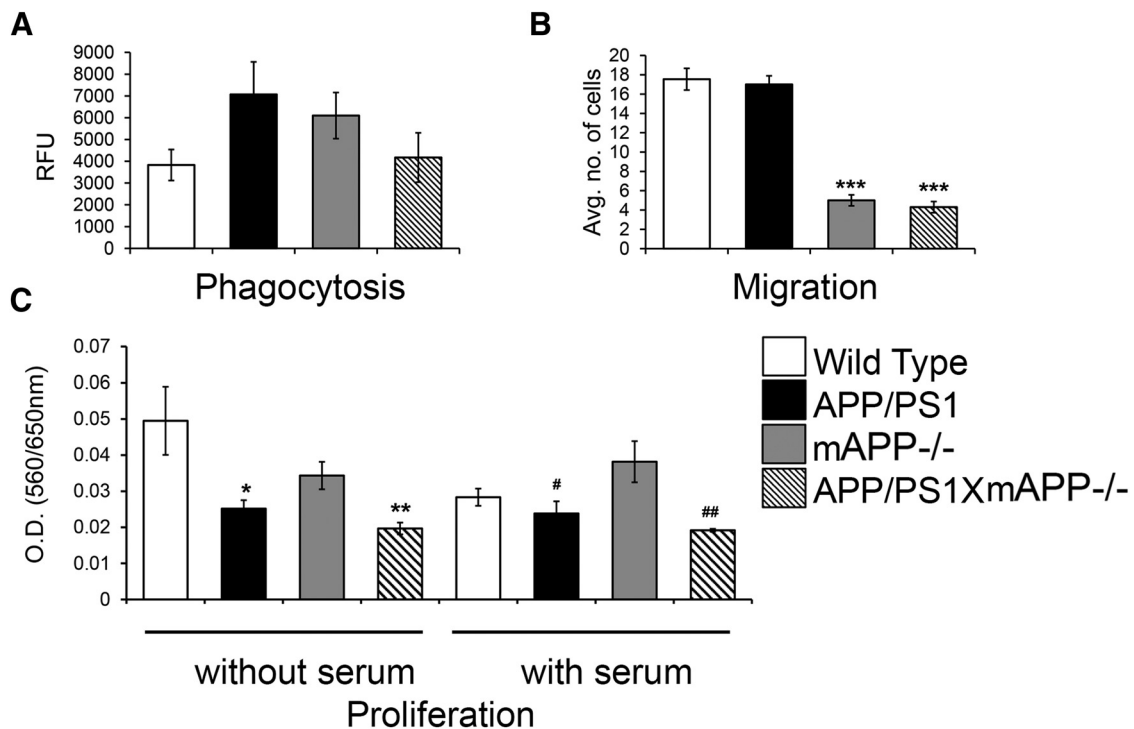 A
9000
8000
7000
6000
5000
4000
3000
2000
1000
0
RFU
Phagocytosis
B
20
18
16
14
12
10
8
6
4
2
0
Avg. no. of cells
***
***
Migration
C
0.07
0.06
0.05
0.04
0.03
0.02
0.01
0
O.D. (560/650nm)
*
**
#
##
without serum
with serum
Proliferation
Wild Type
APP/PS1
mAPP-/-
APP/PS1XmAPP-/-